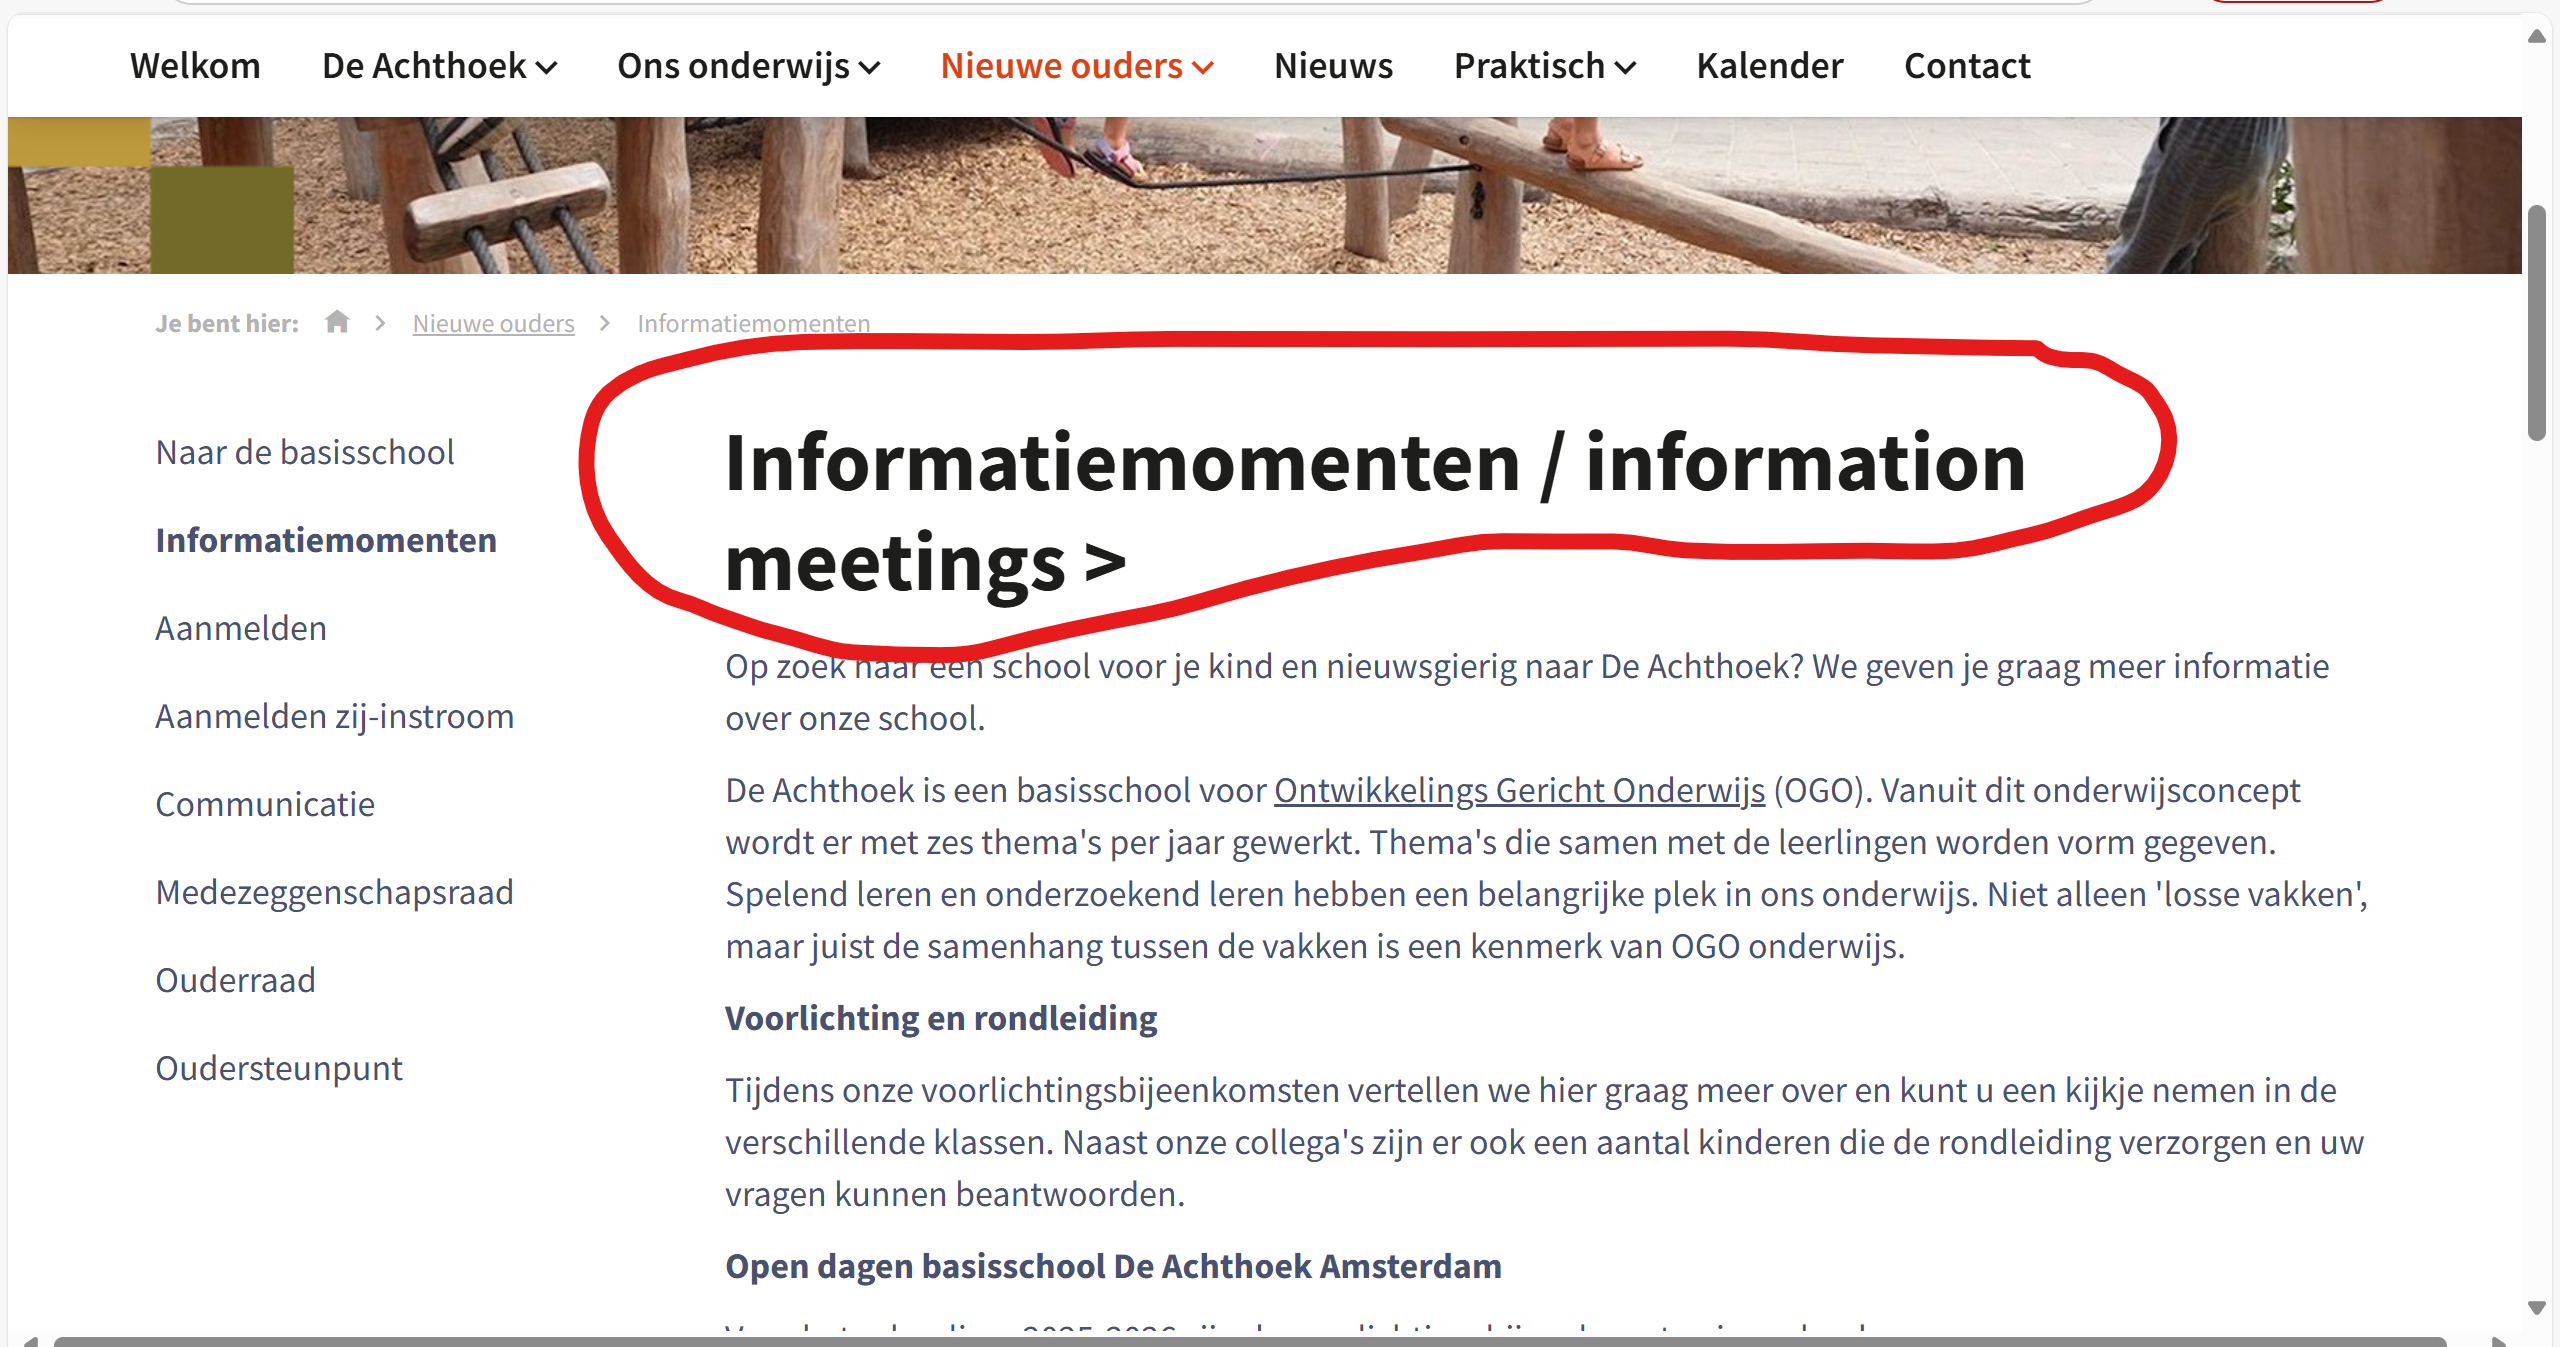 Welkom De Achthoek Ons onderwijs Nieuwe ouders Nieuws Praktisch Kalender Contact
Je bent hier: > Nieuwe ouders > Informatiemomenten
Naar de basisschool
Informatiemomenten
Aanmelden
Aanmelden zij-instroom
Communicatie
Medezeggenschapsraad
Ouderraad
Oudersteunpunt
Informatiemomenten / information
meetings >
Op zoek naar een school voor je kind en nieuwsgierig naar De Achthoek? We geven je graag meer informatie
over onze school.
De Achthoek is een basisschool voor Ontwikkelings Gericht Onderwijs (OGO). Vanuit dit onderwijsconcept
wordt er met zes thema's per jaar gewerkt. Thema's die samen met de leerlingen worden vorm gegeven.
Spelend leren en onderzoekend leren hebben een belangrijke plek in ons onderwijs. Niet alleen 'losse vakken',
maar juist de samenhang tussen de vakken is een kenmerk van OGO onderwijs.
Voorlichting en rondleiding
Tijdens onze voorlichtingsbijeenkomsten vertellen we hier graag meer over en kunt u een kijkje nemen in de
verschillende klassen. Naast onze collega's zijn er ook een aantal kinderen die de rondleiding verzorgen en uw
vragen kunnen beantwoorden.
Open dagen basisschool De Achthoek Amsterdam